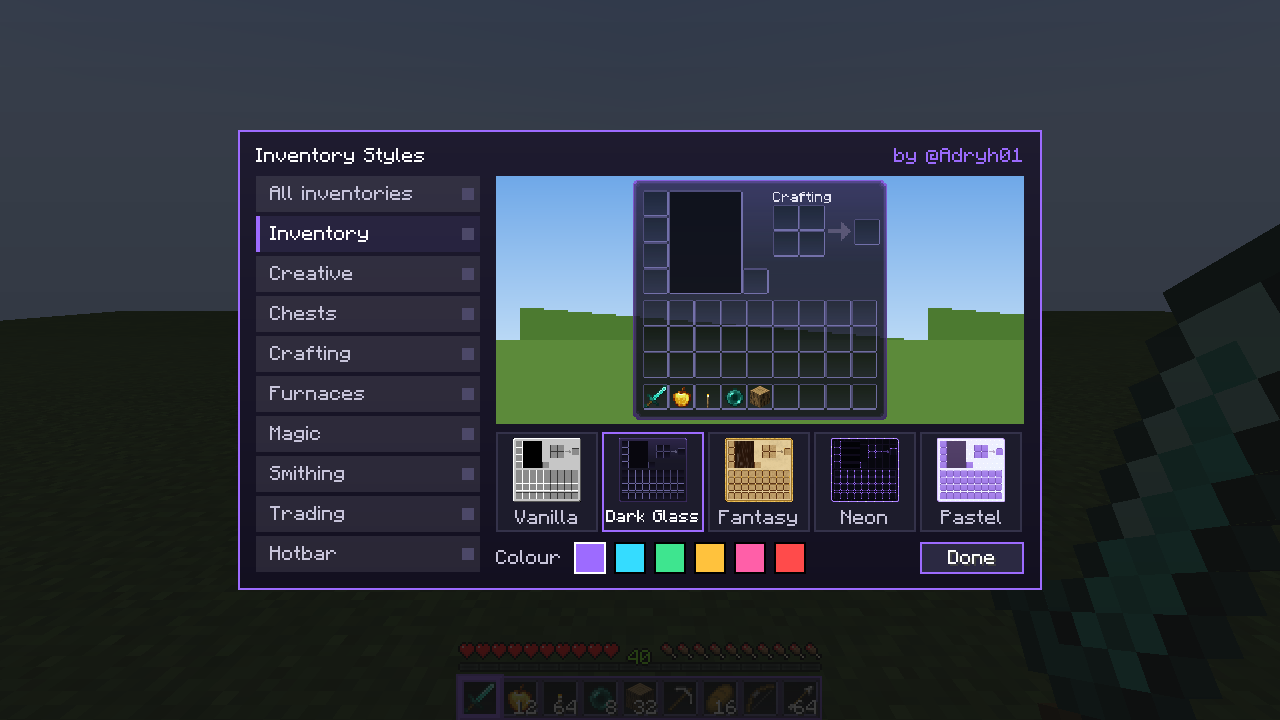 Inventory Styles
by @Adryh01
All inventories
Inventory
Creative
Chests
Crafting
Furnaces
Magic
Smithing
Trading
Hotbar
Crafting
Vanilla
Dark Glass
Fantasy
Neon
Pastel
Colour
Done
40
12 64 8 32 16 64